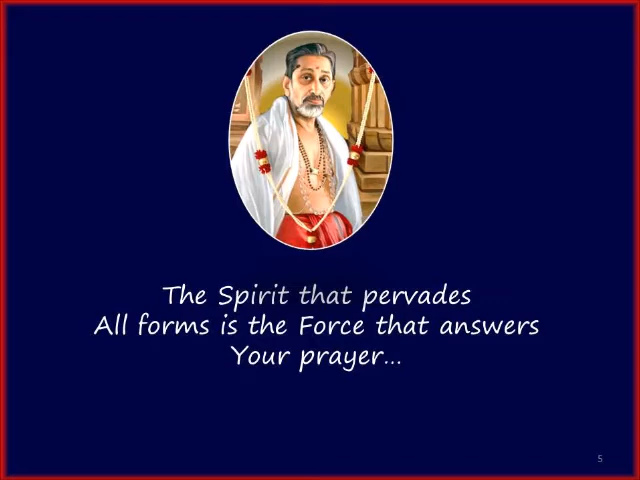 The Spirit that pervades
All forms is the Force that answers
Your prayer...
5